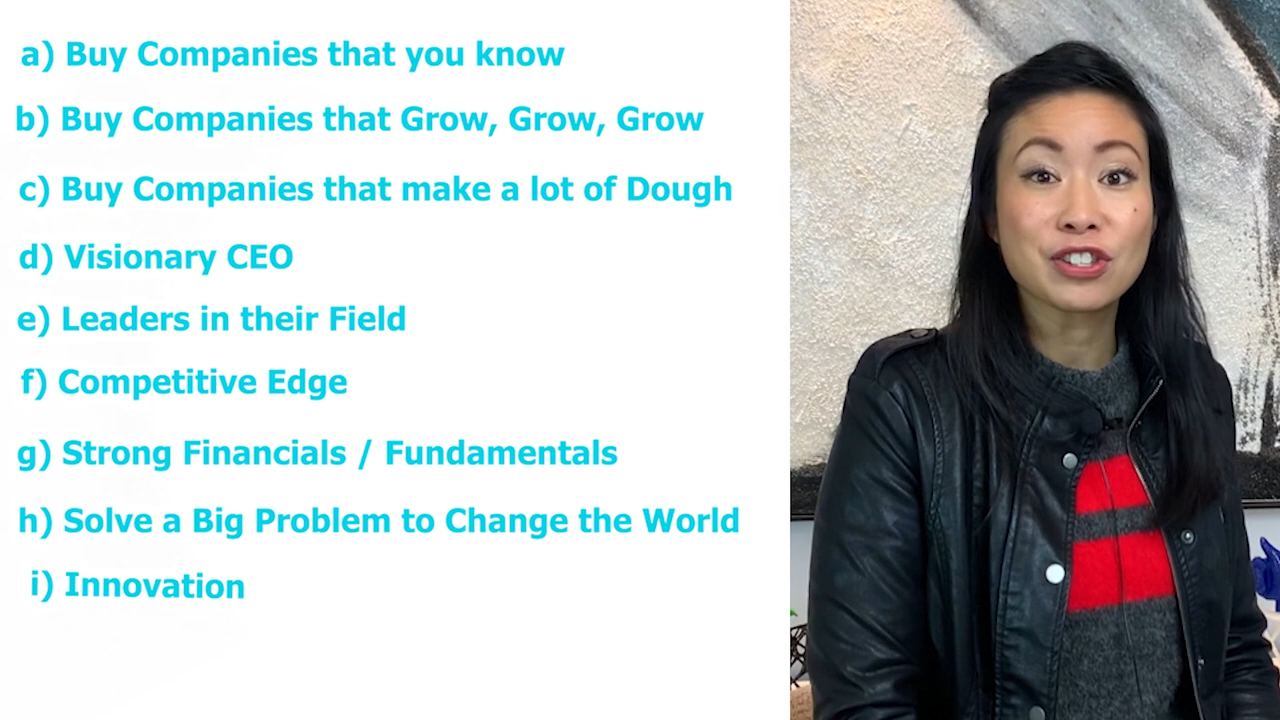 a) Buy Companies that you know
b) Buy Companies that Grow, Grow, Grow
c) Buy Companies that make a lot of Dough
d) Visionary CEO
e) Leaders in their Field
f) Competitive Edge
g) Strong Financials / Fundamentals
h) Solve a Big Problem to Change the World
i) Innovation